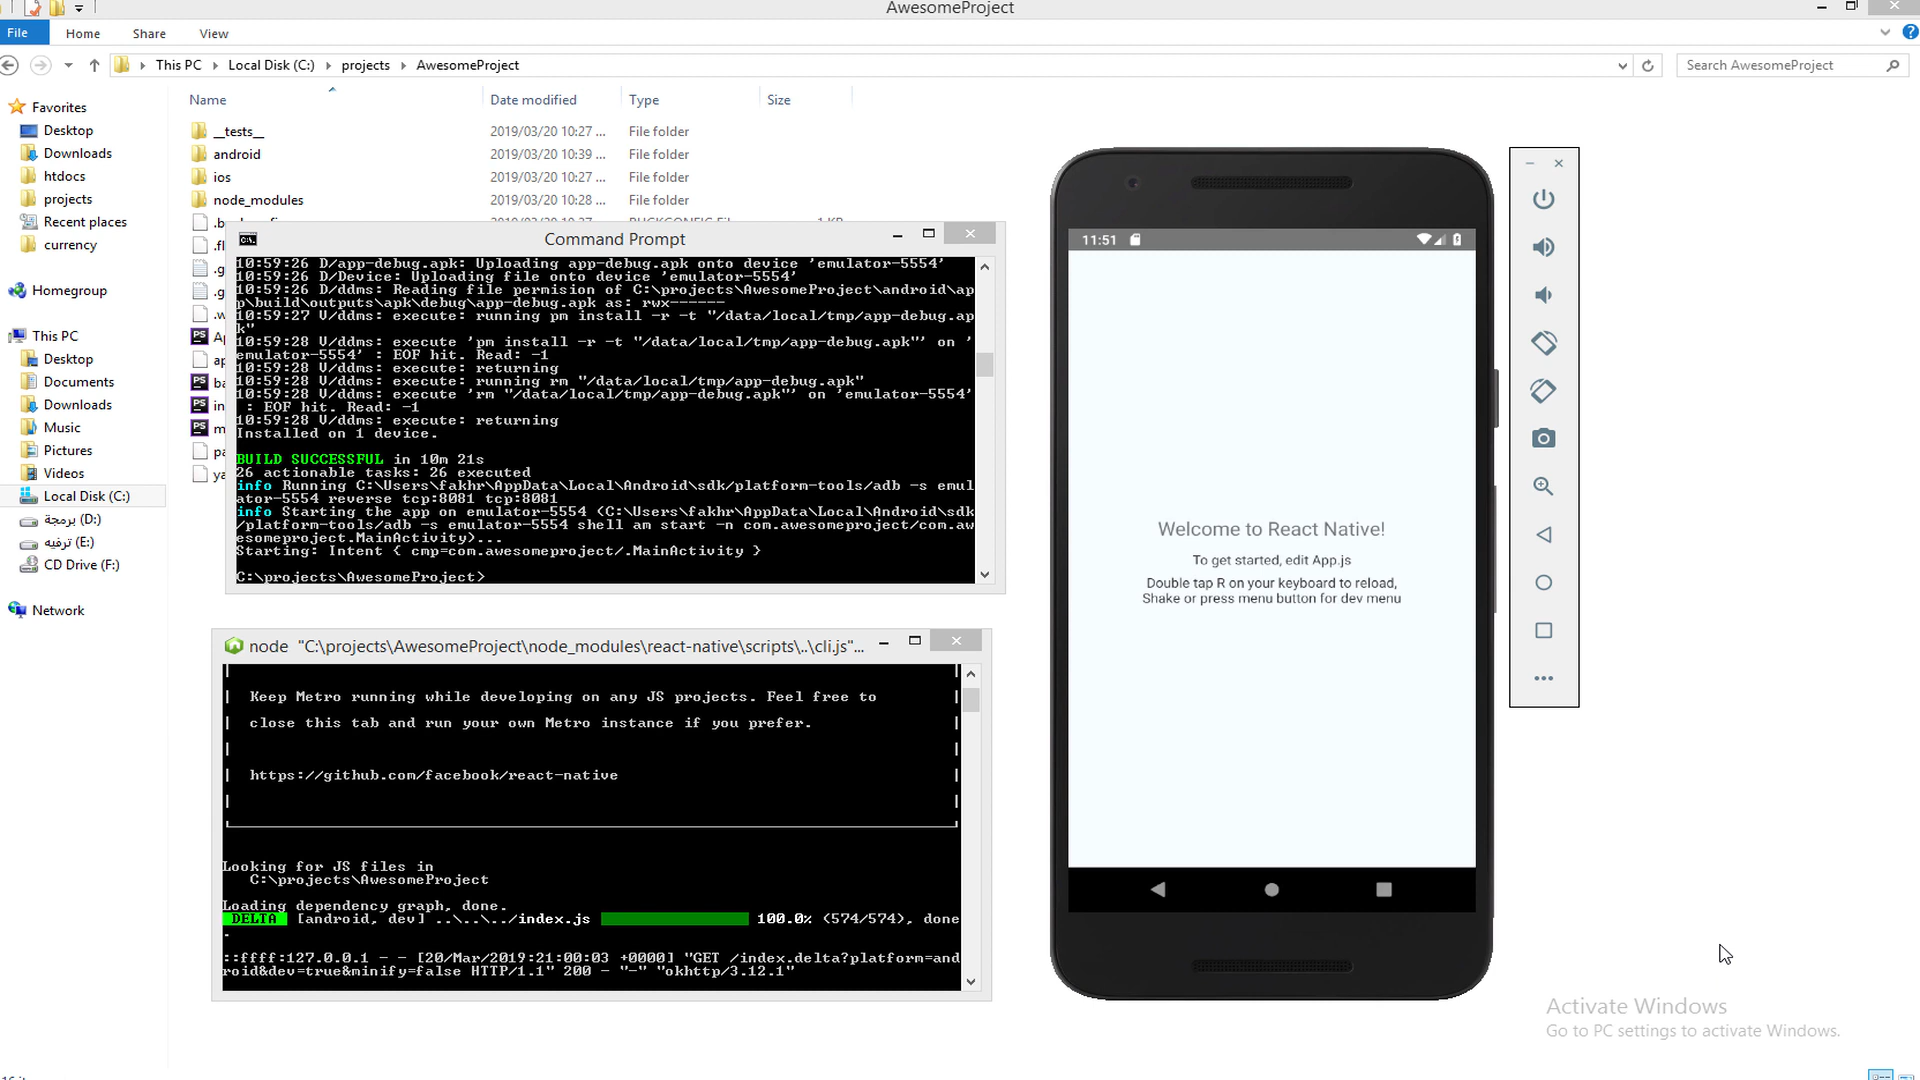 AwesomeProject
File
Home
Share
View
This PC
Local Disk (C:)
projects
AwesomeProject
Search AwesomeProject
Name
Date modified
Type
Size
Favorites
Desktop
Downloads
htdocs
projects
Recent places
currency
Homegroup
This PC
Desktop
Documents
Downloads
Music
Pictures
Videos
Local Disk (C:)
برمجة (D:)
ترفيه (E:)
CD Drive (F:)
Network
__tests__ 2019/03/20 10:27 ... File folder
android 2019/03/20 10:39 ... File folder
ios 2019/03/20 10:27 ... File folder
node_modules 2019/03/20 10:28 ... File folder
Command Prompt
10:59:26 D/app-debug.apk: Uploading app-debug.apk onto device 'emulator-5554'
10:59:26 D/Device: Uploading file onto device 'emulator-5554'
10:59:26 D/ddms: Reading file permision of C:\projects\AwesomeProject\android\ap
p\build\outputs\apk\debug\app-debug.apk as: rwx------
10:59:27 V/ddms: execute: running pm install -r -t "/data/local/tmp/app-debug.ap
k"
10:59:28 V/ddms: execute 'pm install -r -t "/data/local/tmp/app-debug.apk"' on '
emulator-5554' : EOF hit. Read: -1
10:59:28 V/ddms: execute: returning
10:59:28 V/ddms: execute: running rm "/data/local/tmp/app-debug.apk"
10:59:28 V/ddms: execute 'rm "/data/local/tmp/app-debug.apk"' on 'emulator-5554'
 : EOF hit. Read: -1
10:59:28 V/ddms: execute: returning
Installed on 1 device.
BUILD SUCCESSFUL in 10m 21s
26 actionable tasks: 26 executed
info Running C:\Users\fakhr\AppData\Local\Android\sdk/platform-tools/adb -s emul
ator-5554 reverse tcp:8081 tcp:8081
info Starting the app on emulator-5554 (C:\Users\fakhr\AppData\Local\Android\sdk
/platform-tools/adb -s emulator-5554 shell am start -n com.awesomeproject/com.aw
esomeproject.MainActivity)...
Starting: Intent { cmp=com.awesomeproject/.MainActivity }
C:\projects\AwesomeProject>
node "C:\projects\AwesomeProject\node_modules\react-native\scripts\..\cli.js"...
Keep Metro running while developing on any JS projects. Feel free to
close this tab and run your own Metro instance if you prefer.
https://github.com/facebook/react-native
Looking for JS files in
C:\projects\AwesomeProject
Loading dependency graph, done.
DELTA [android, dev] ..\..\../index.js 100.0% (574/574), done
.
::ffff:127.0.0.1 - - [20/Mar/2019:21:00:03 +0000] "GET /index.delta?platform=and
roid&dev=true&minify=false HTTP/1.1" 200 - "-" "okhttp/3.12.1"
11:51
Welcome to React Native!
To get started, edit App.js
Double tap R on your keyboard to reload,
Shake or press menu button for dev menu
Activate Windows
Go to PC settings to activate Windows.